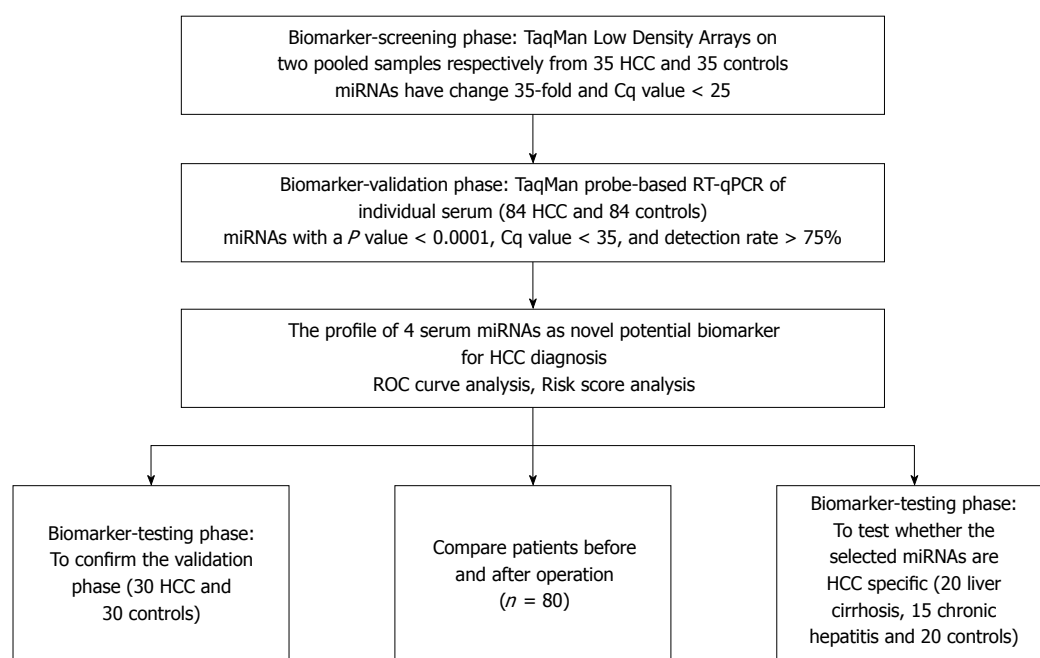 Biomarker-screening phase: TaqMan Low Density Arrays on
two pooled samples respectively from 35 HCC and 35 controls
miRNAs have change 35-fold and Cq value < 25
Biomarker-validation phase: TaqMan probe-based RT-qPCR of
individual serum (84 HCC and 84 controls)
miRNAs with a P value < 0.0001, Cq value < 35, and detection rate > 75%
The profile of 4 serum miRNAs as novel potential biomarker
for HCC diagnosis
ROC curve analysis, Risk score analysis
Biomarker-testing phase:
To confirm the validation
phase (30 HCC and
30 controls)
Compare patients before
and after operation
(n = 80)
Biomarker-testing phase:
To test whether the
selected miRNAs are
HCC specific (20 liver
cirrhosis, 15 chronic
hepatitis and 20 controls)